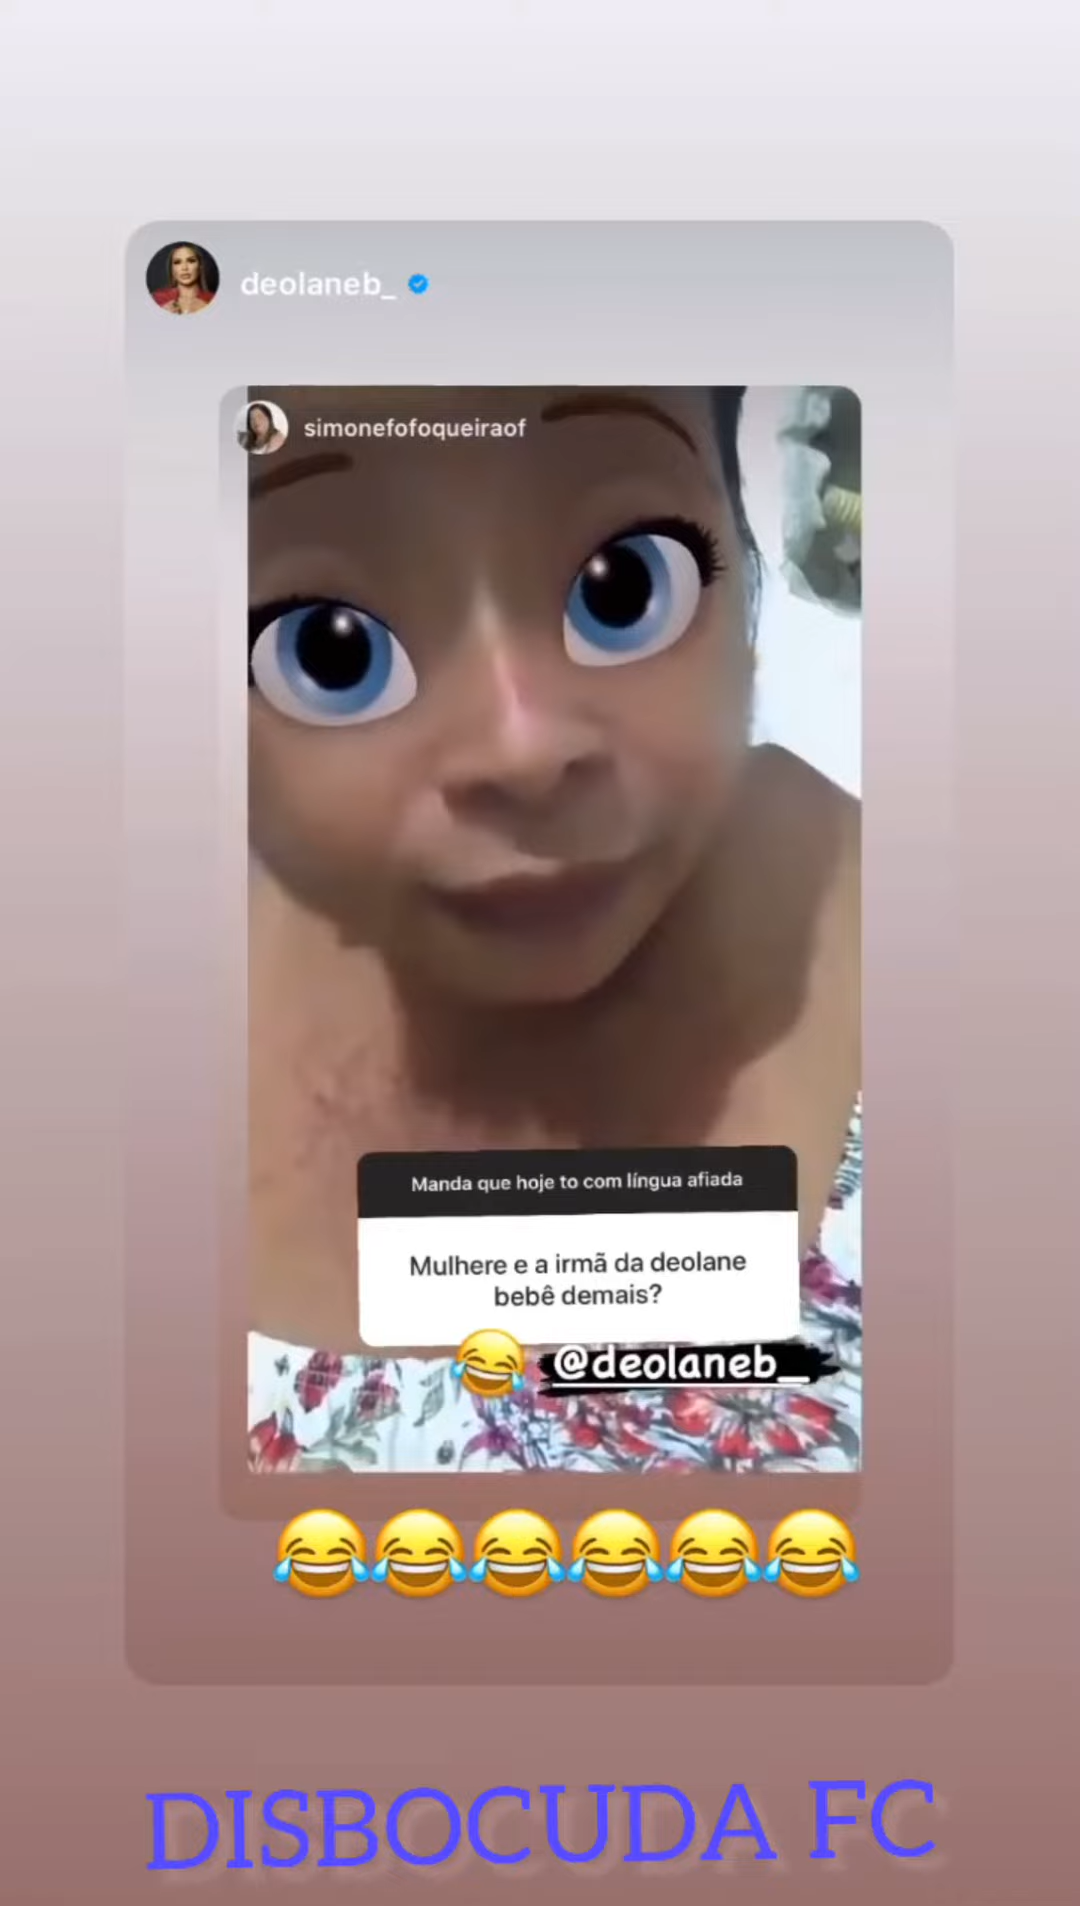 deolaneb_
simonefofoqueiraof
Manda que hoje to com língua afiada
Mulhere e a irmã da deolane
bebê demais?
@deolaneb_
DISBOCUDA FC